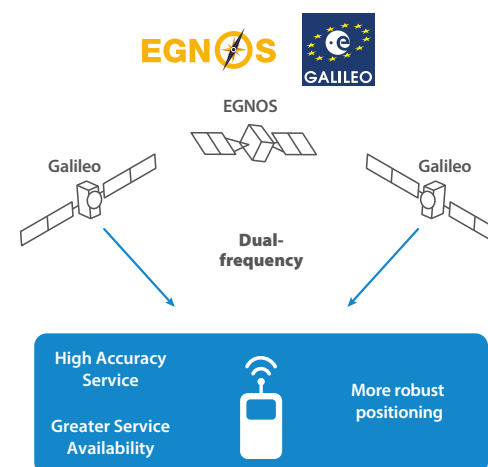 EGNOS
GALILEO
EGNOS
Galileo
Galileo
Dual-
frequency
High Accuracy
Service
Greater Service
Availability
More robust
positioning